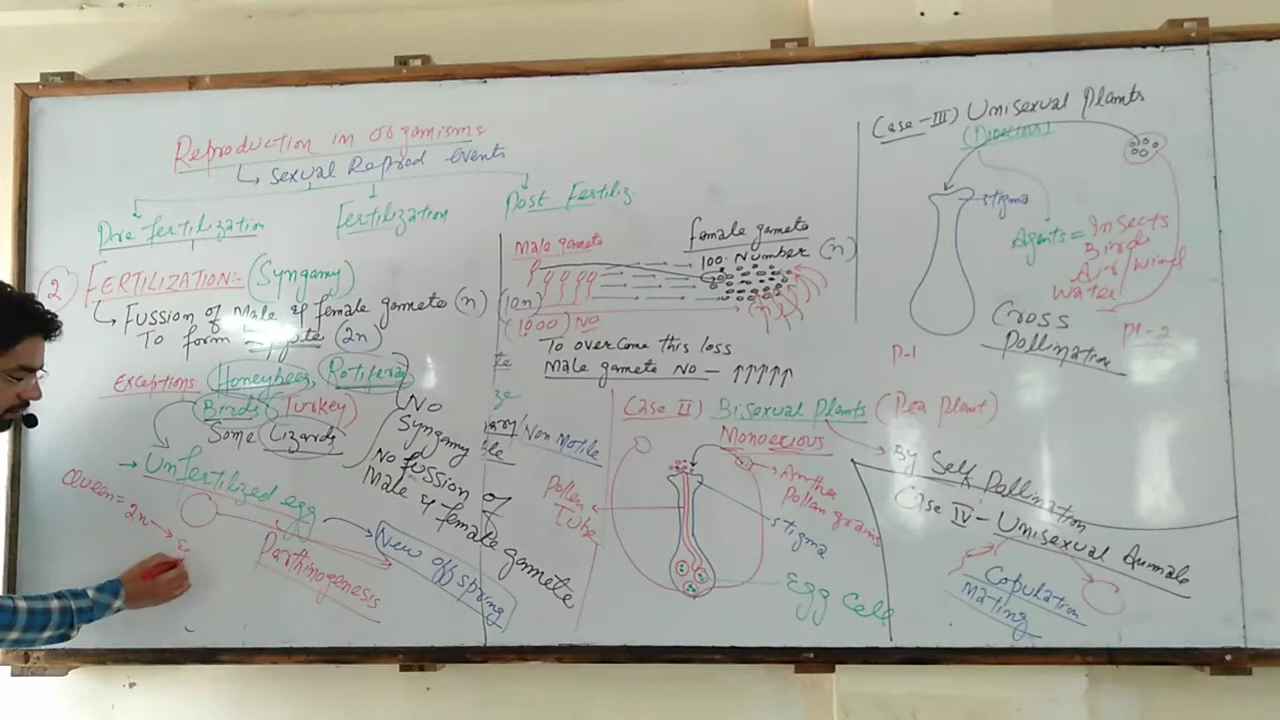 Reproduction in Organisms
↳ Sexual Reprod Events
Pre fertilization
Fertilization
Post Fertiliz.
② FERTILIZATION:- (Syngamy)
↳ Fussion of Male & female gamete (n)
To form zygote (2n)
Exceptions Honeybees, Rotifera
Birds (Turkey)
Some Lizards
No
Syngamy
No fussion of
Male & female gamete
→ Unfertilized egg
New offspring
Queen = 2n →
Parthinogenesis
Male gamete
female gamete
100 Number (n)
(10n)
(1000) NO
To overcome this loss
Male gamete No - ↑↑↑↑↑
te
Non Motile
Case II) Bisexual Plants (Pea plant)
Monoecious
By Self Pollination
Anther
Pollan grains
Pollen
Tube
stigma
Egg Cell
Case-III) Unisexual Plants
(Dioecious)
stigma
Agents = Insects
Birds
Air/Wind
Water
Cross
Pollination
P-1
Pl-2
Case IV - Unisexual Aumals
Copulation
Mating